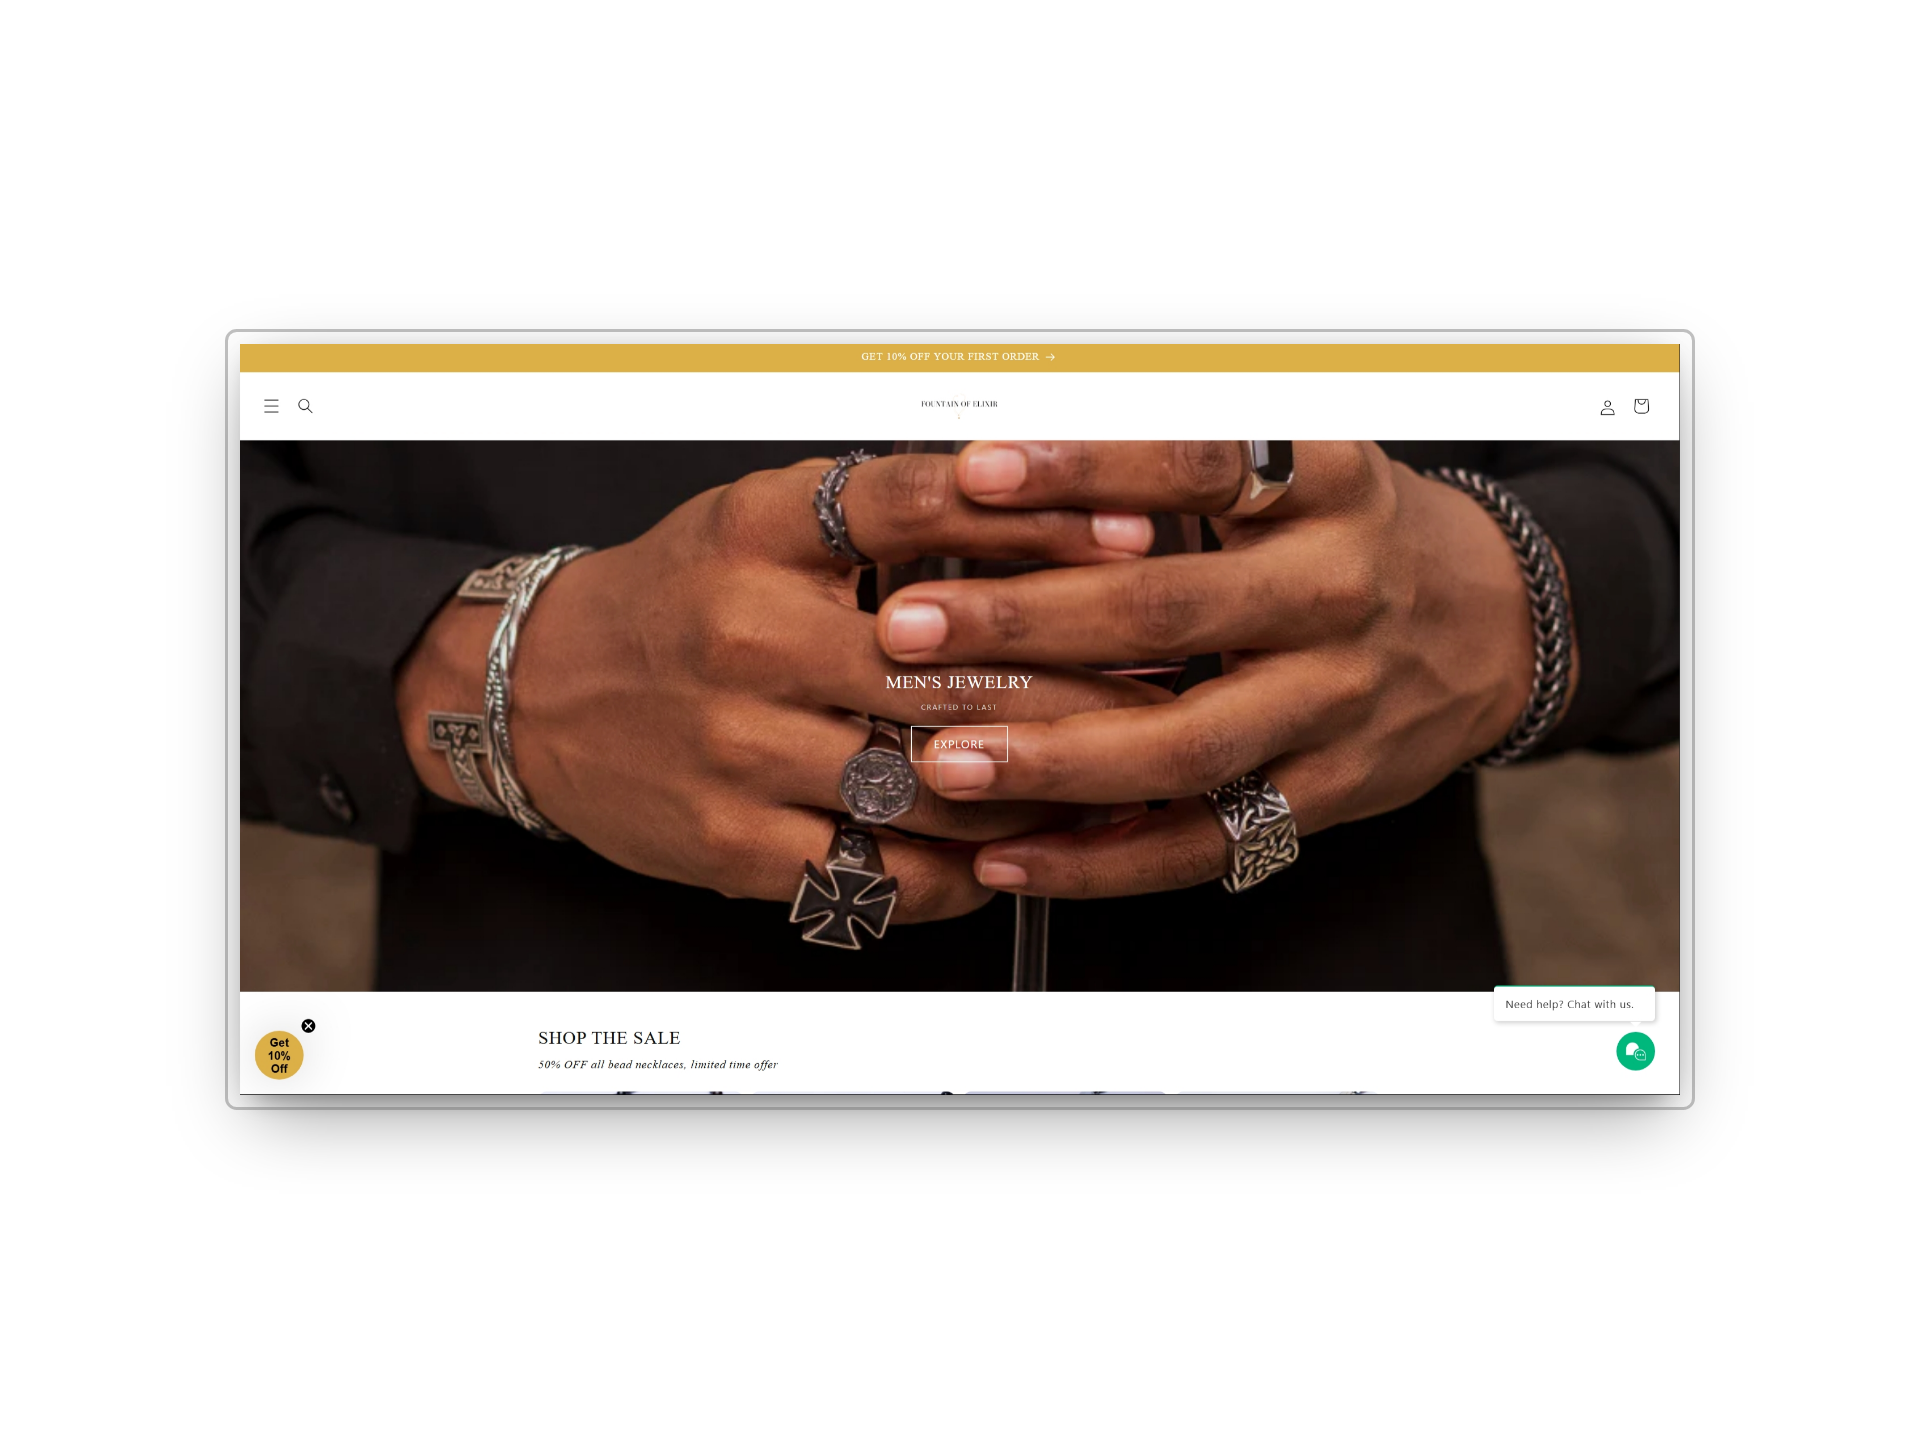 GET 10% OFF YOUR FIRST ORDER →
FOUNTAIN OF ELIXIR
MEN'S JEWELRY
CRAFTED TO LAST
EXPLORE
Need help? Chat with us.
SHOP THE SALE
50% OFF all bead necklaces, limited time offer
Get
10%
Off